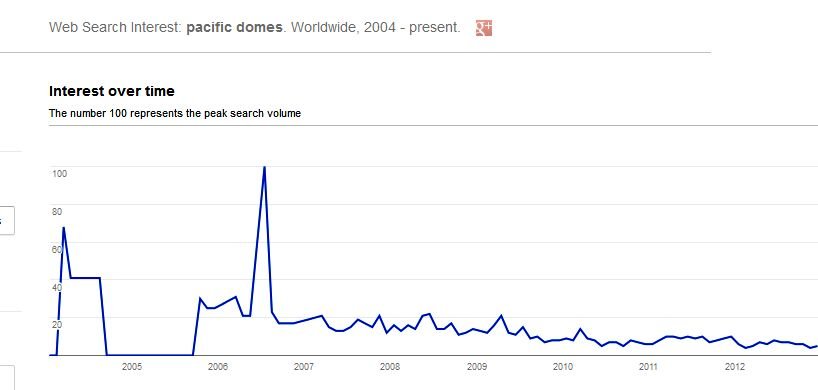 Web Search Interest: pacific domes. Worldwide, 2004 - present. g+
Interest over time
The number 100 represents the peak search volume
100
80
60
40
20
2005 2006 2007 2008 2009 2010 2011 2012